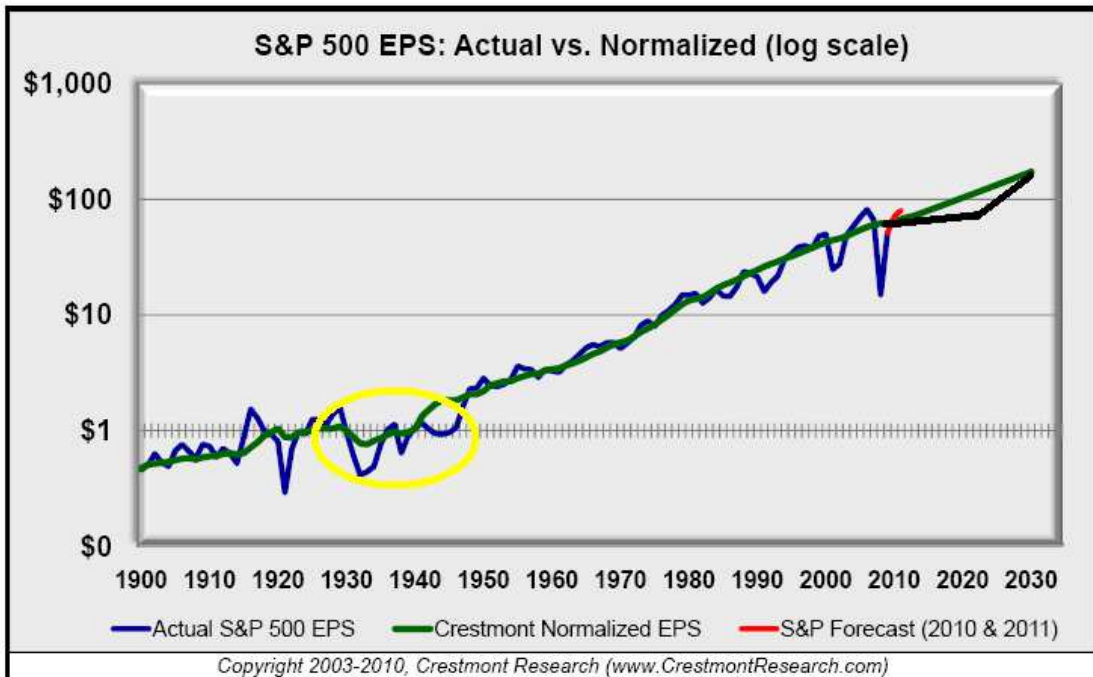 S&P 500 EPS: Actual vs. Normalized (log scale)
$1,000
$100
$10
$1
$0
1900 1910 1920 1930 1940 1950 1960 1970 1980 1990 2000 2010 2020 2030
Actual S&P 500 EPS Crestmont Normalized EPS S&P Forecast (2010 & 2011)
Copyright 2003-2010, Crestmont Research (www.CrestmontResearch.com)